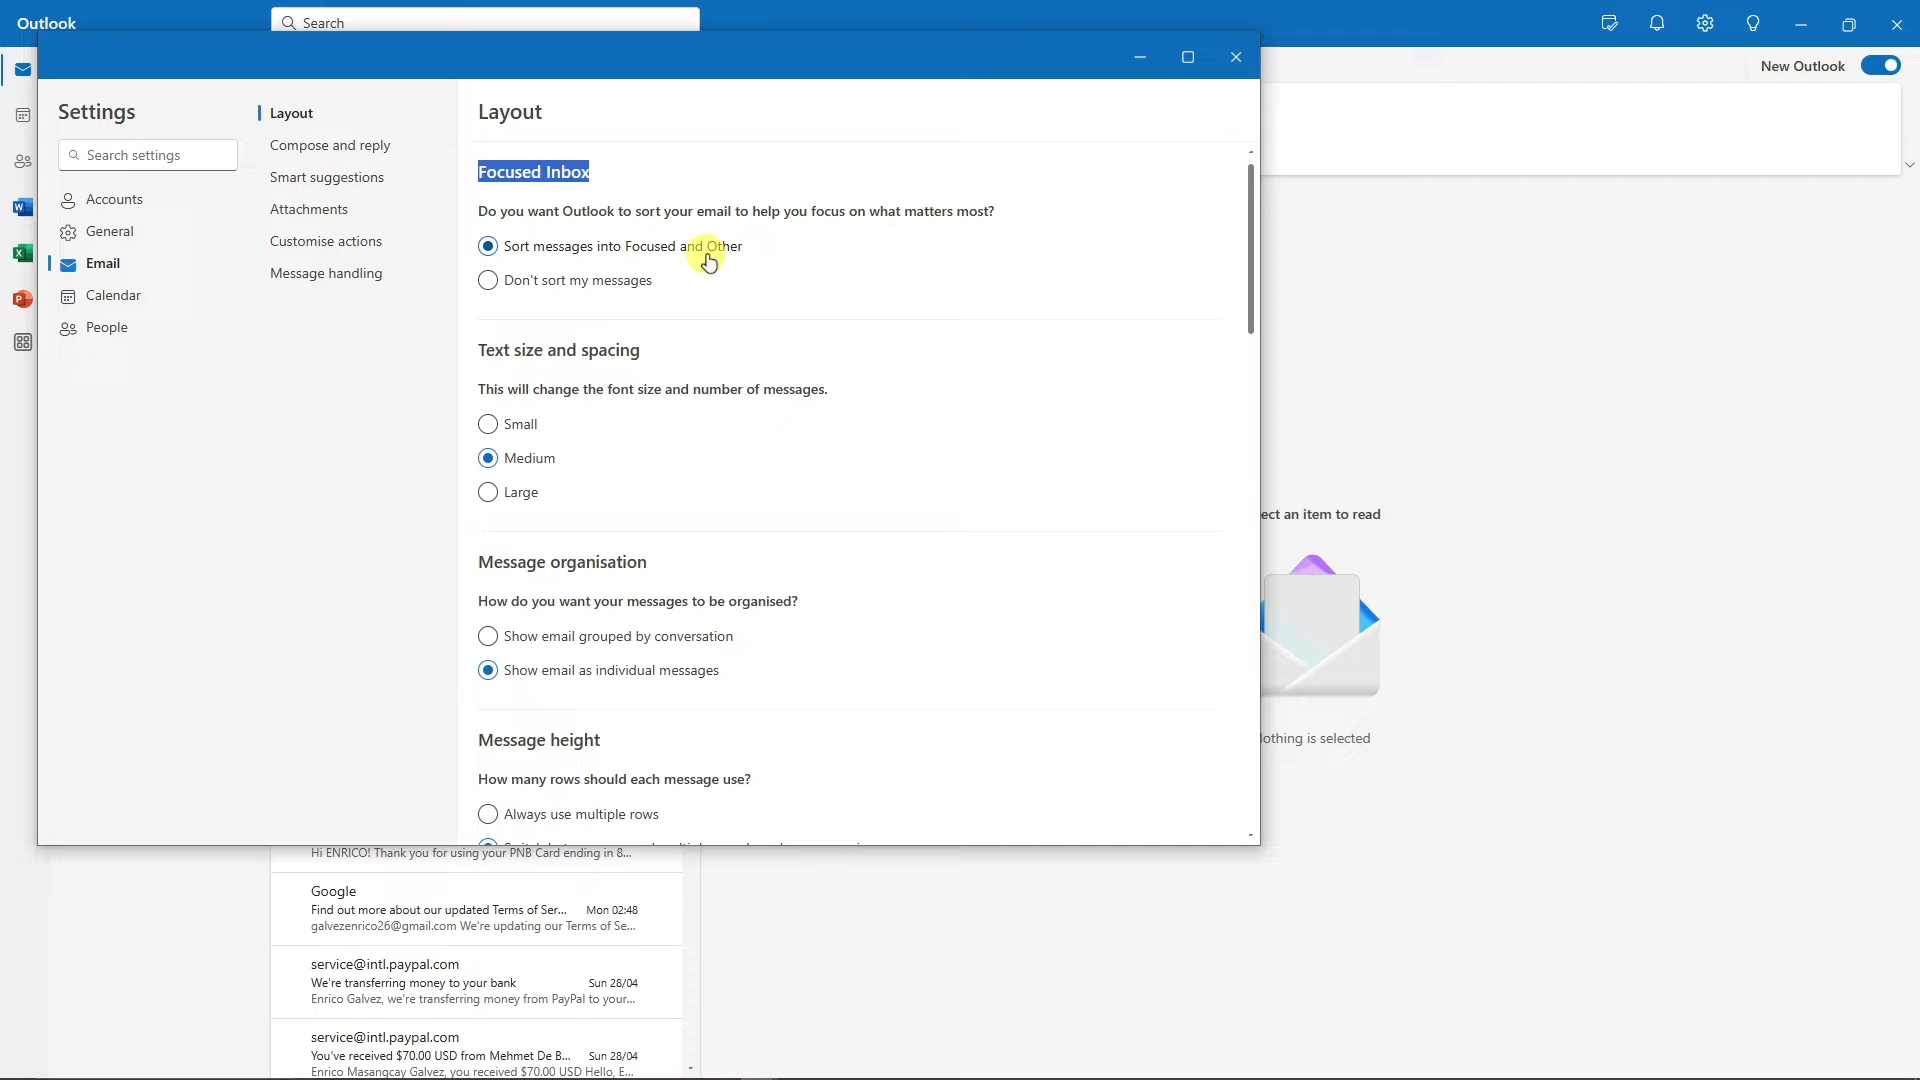 Outlook
Search
New Outlook
Settings
Search settings
Accounts
General
Email
Calendar
People
Layout
Compose and reply
Smart suggestions
Attachments
Customise actions
Message handling
Layout
Focused Inbox
Do you want Outlook to sort your email to help you focus on what matters most?
Sort messages into Focused and Other
Don't sort my messages
Text size and spacing
This will change the font size and number of messages.
Small
Medium
Large
Message organisation
How do you want your messages to be organised?
Show email grouped by conversation
Show email as individual messages
Message height
How many rows should each message use?
Always use multiple rows
ect an item to read
lothing is selected
Hi ENRICO! Thank you for using your PNB Card ending in 8...
Google
Find out more about our updated Terms of Ser... Mon 02:48
galvezenrico26@gmail.com We're updating our Terms of Se...
service@intl.paypal.com
We're transferring money to your bank Sun 28/04
Enrico Galvez, we're transferring money from PayPal to your...
service@intl.paypal.com
You've received $70.00 USD from Mehmet De B... Sun 28/04
Enrico Masangcay Galvez, you received $70.00 USD Hello, E...